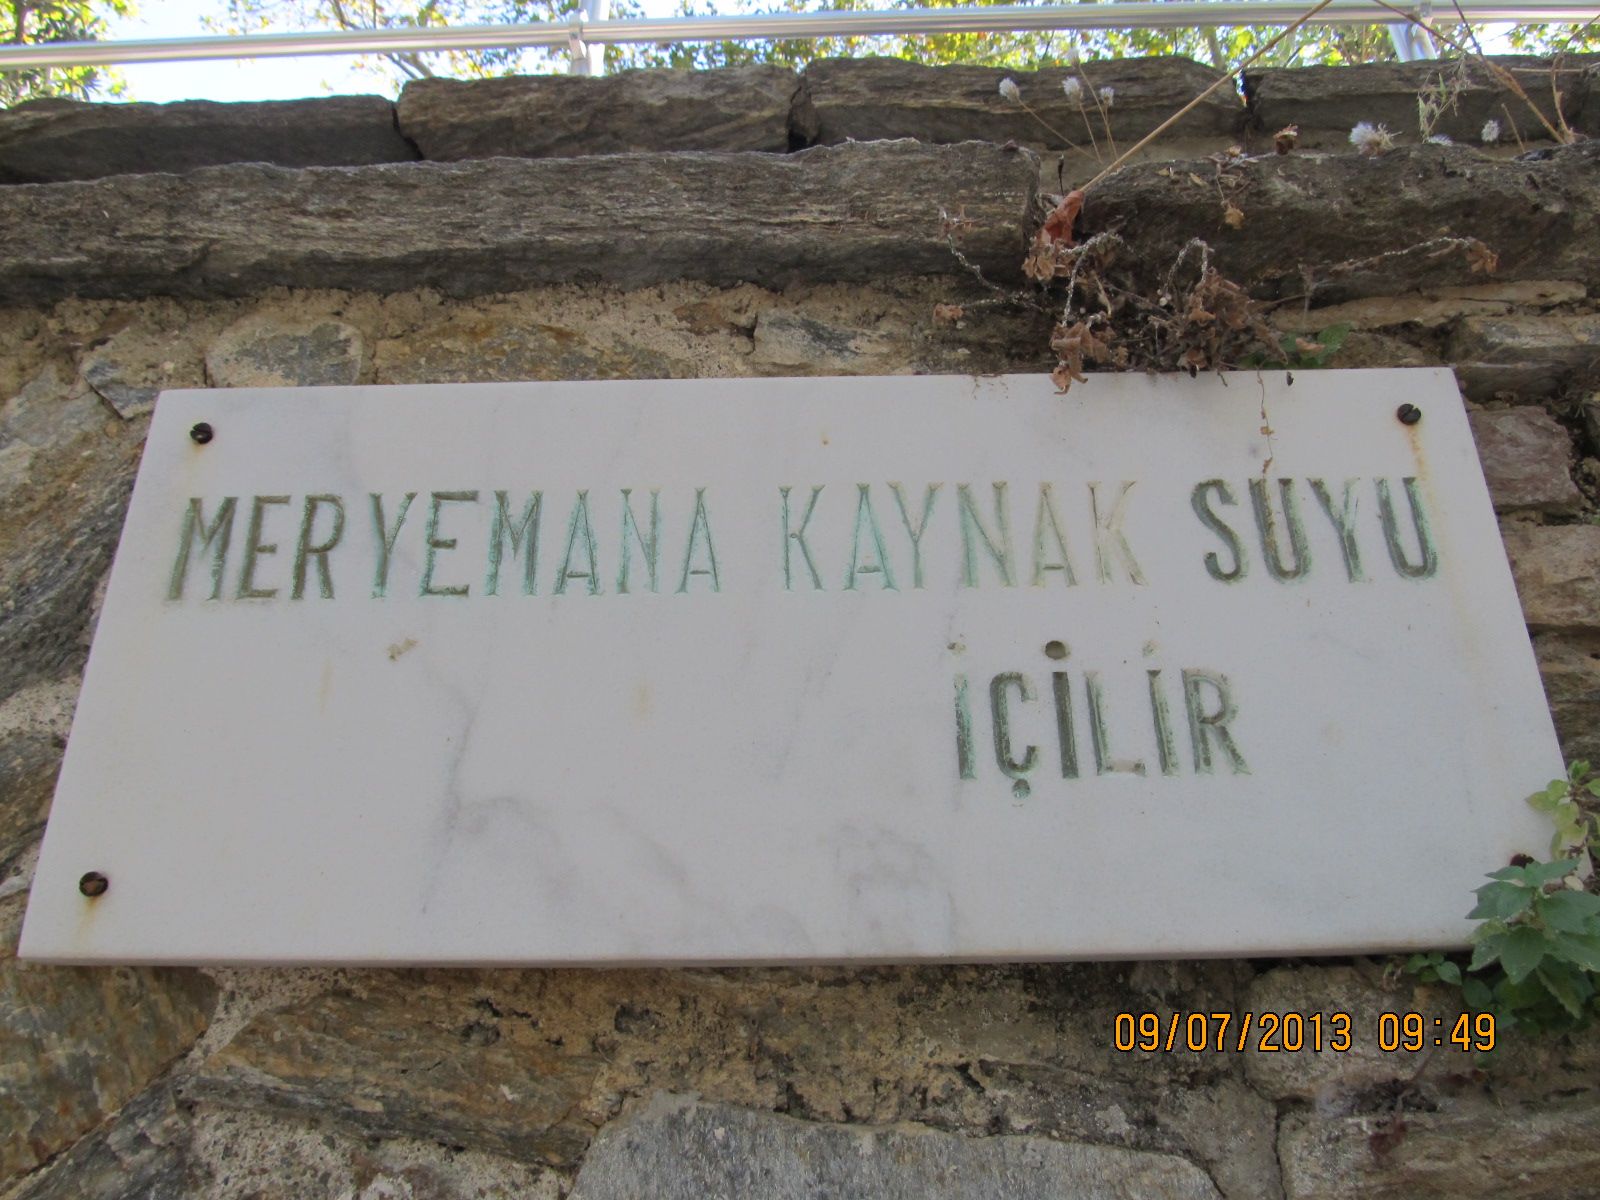 MERYEMANA KAYNAK SUYU
İÇİLİR
09/07/2013 09:49